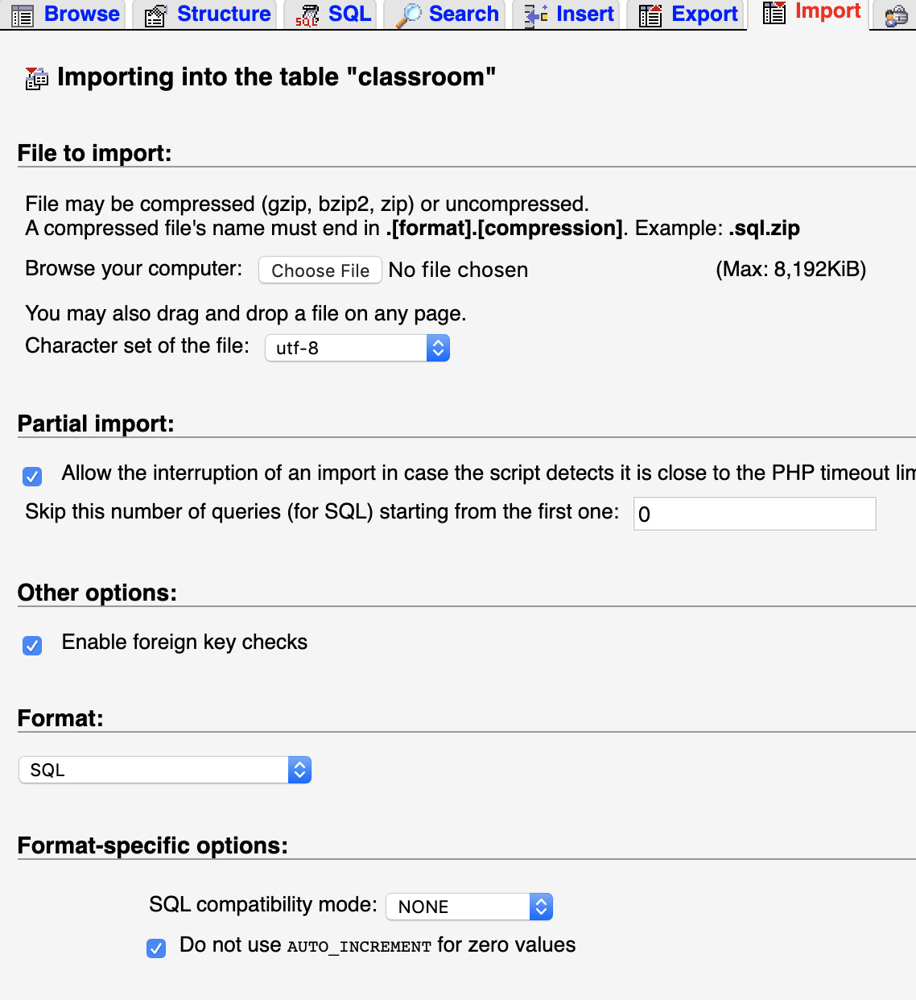 Browse Structure SQL Search Insert Export Import
Importing into the table "classroom"
File to import:
File may be compressed (gzip, bzip2, zip) or uncompressed.
A compressed file's name must end in .[format].[compression]. Example: .sql.zip
Browse your computer: Choose File No file chosen (Max: 8,192KiB)
You may also drag and drop a file on any page.
Character set of the file: utf-8
Partial import:
Allow the interruption of an import in case the script detects it is close to the PHP timeout lim
Skip this number of queries (for SQL) starting from the first one: 0
Other options:
Enable foreign key checks
Format:
SQL
Format-specific options:
SQL compatibility mode: NONE
Do not use AUTO_INCREMENT for zero values